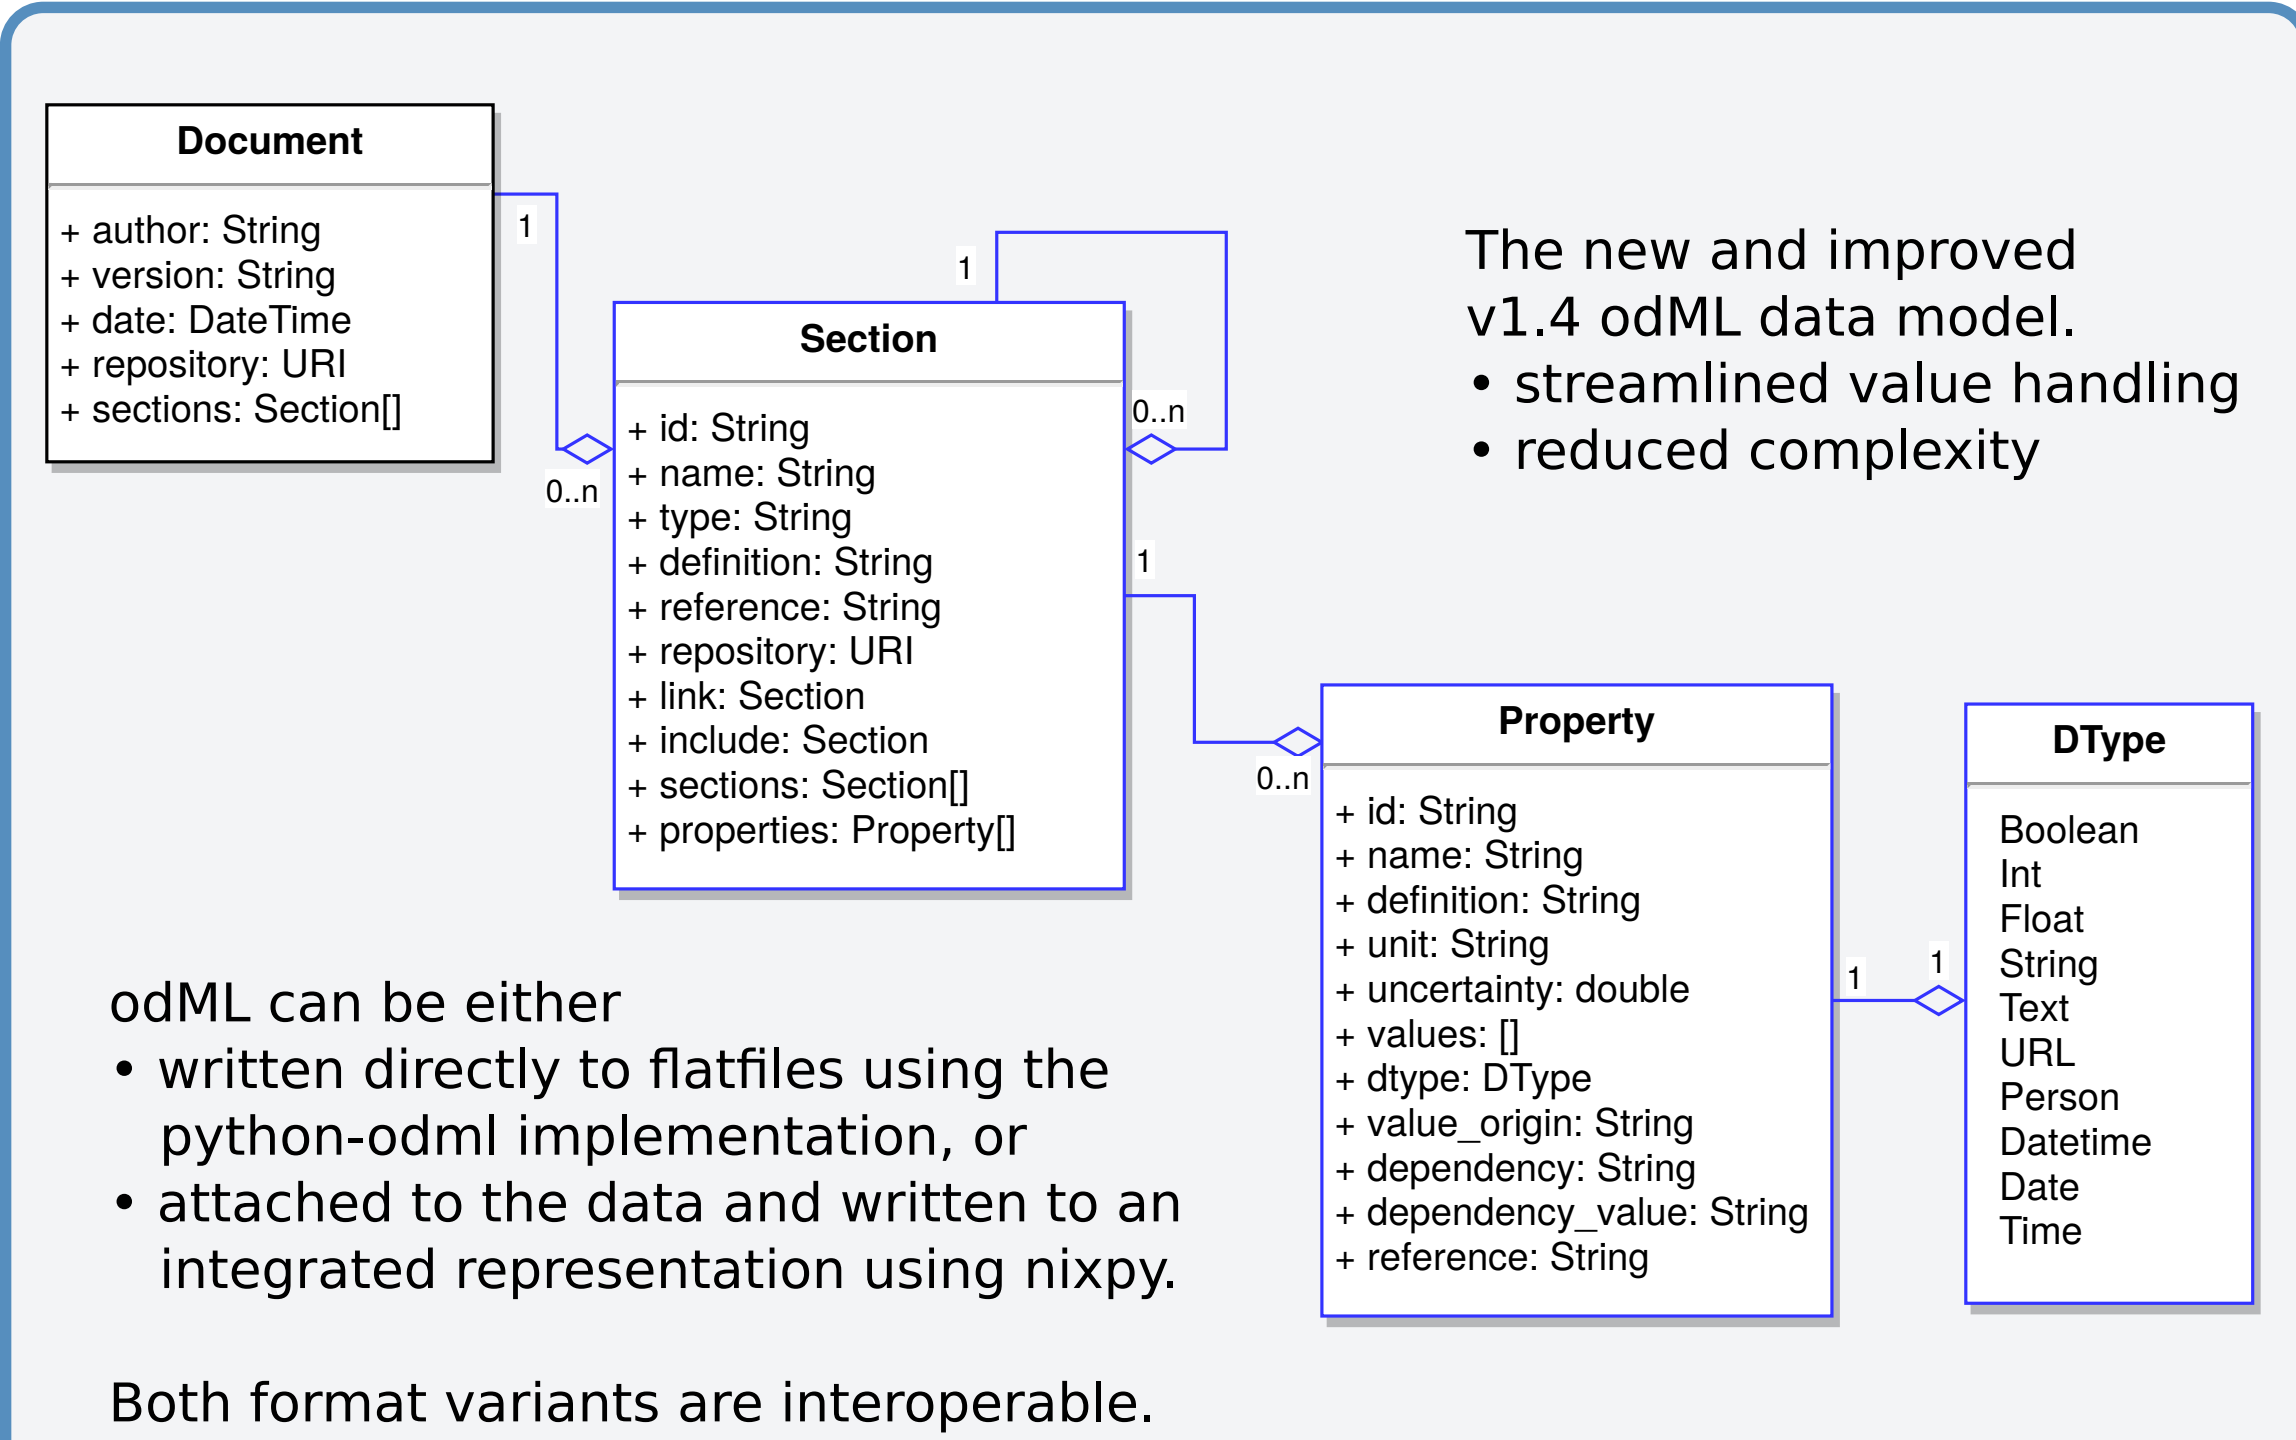 Document
+ author: String
+ version: String
+ date: DateTime
+ repository: URI
+ sections: Section[]
1
0..n
1
0..n
Section
+ id: String
+ name: String
+ type: String
+ definition: String
+ reference: String
+ repository: URI
+ link: Section
+ include: Section
+ sections: Section[]
+ properties: Property[]
1
0..n
The new and improved
v1.4 odML data model.
• streamlined value handling
• reduced complexity
Property
+ id: String
+ name: String
+ definition: String
+ unit: String
+ uncertainty: double
+ values: []
+ dtype: DType
+ value_origin: String
+ dependency: String
+ dependency_value: String
+ reference: String
1
1
DType
Boolean
Int
Float
String
Text
URL
Person
Datetime
Date
Time
odML can be either
• written directly to flatfiles using the
python-odml implementation, or
• attached to the data and written to an
integrated representation using nixpy.
Both format variants are interoperable.